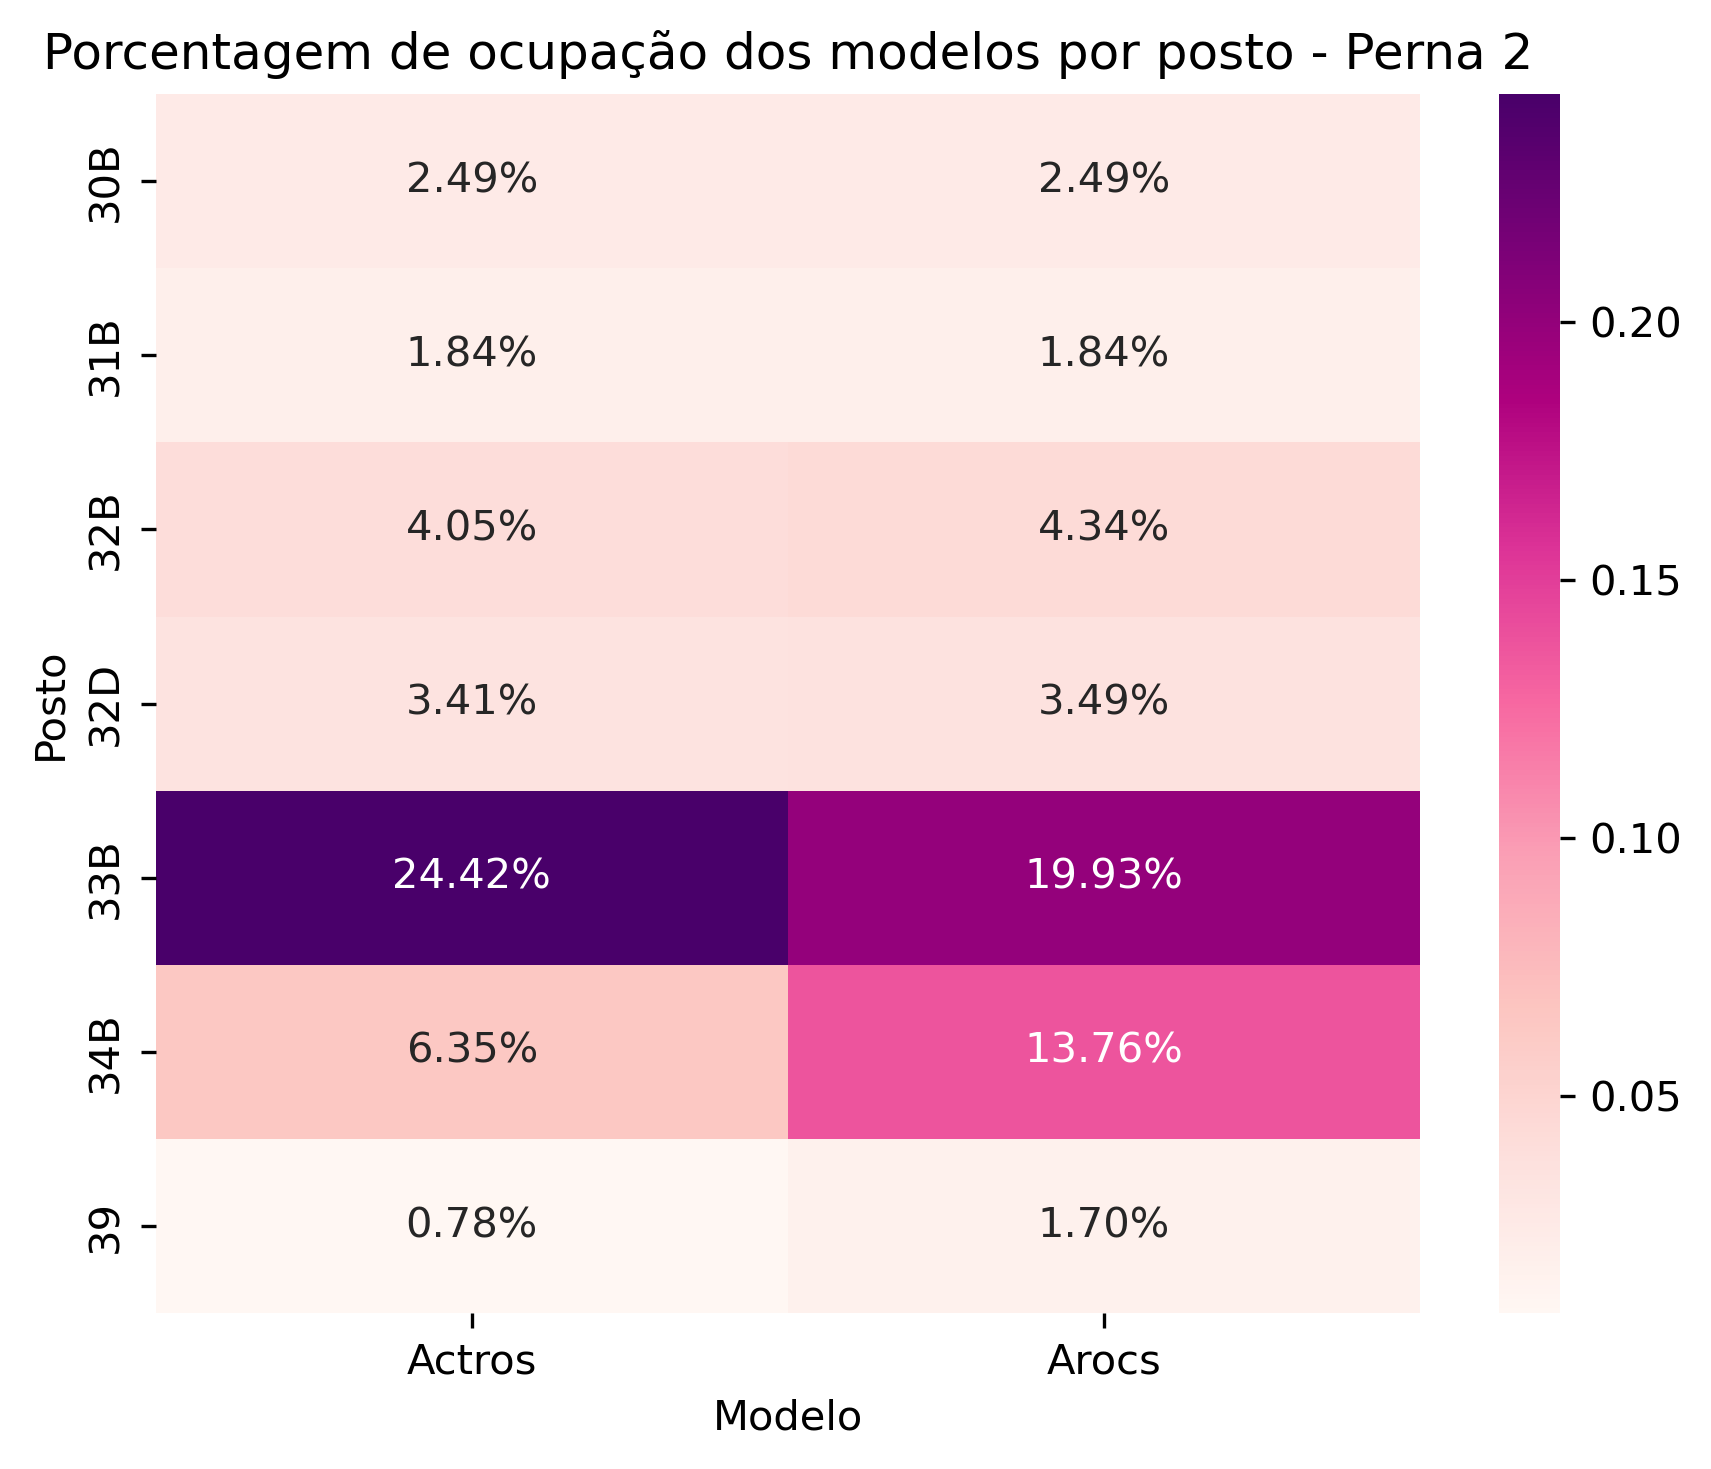 Porcentagem de ocupação dos modelos por posto - Perna 2
Posto
30B
2.49%
2.49%
31B
1.84%
1.84%
32B
4.05%
4.34%
32D
3.41%
3.49%
33B
24.42%
19.93%
34B
6.35%
13.76%
39
0.78%
1.70%
Actros
Arocs
Modelo
0.20
0.15
0.10
0.05